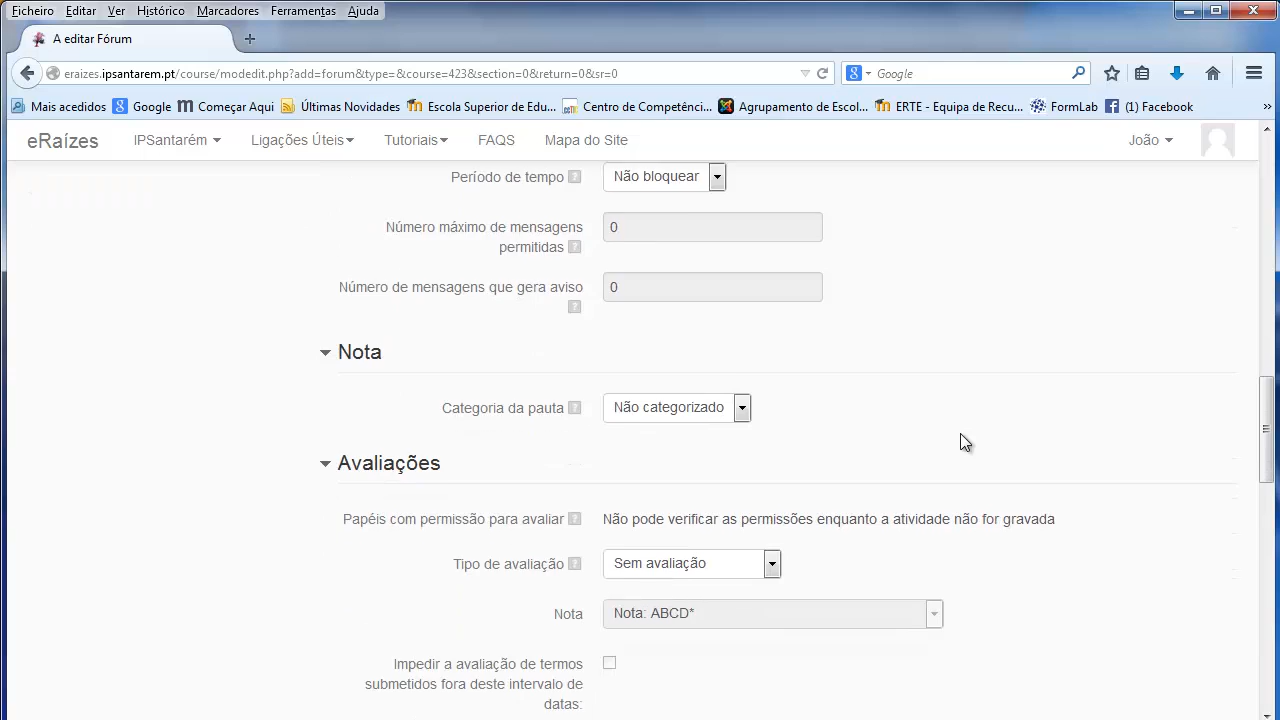 Ficheiro Editar Ver Histórico Marcadores Ferramentas Ajuda
A editar Fórum
eraizes.ipsantarem.pt/course/modedit.php?add=forum&type=&course=423&section=0&return=0&sr=0
Google
Mais acedidos Google Começar Aqui Últimas Novidades Escola Superior de Edu... Centro de Competênci... Agrupamento de Escol... ERTE - Equipa de Recu... FormLab (1) Facebook »
eRaízes IPSantarém Ligações Úteis Tutoriais FAQS Mapa do Site João
Período de tempo ? Não bloquear
Número máximo de mensagens
permitidas ?
0
Número de mensagens que gera aviso
?
0
Nota
Categoria da pauta ? Não categorizado
Avaliações
Papéis com permissão para avaliar ? Não pode verificar as permissões enquanto a atividade não for gravada
Tipo de avaliação ? Sem avaliação
Nota Nota: ABCD*
Impedir a avaliação de termos
submetidos fora deste intervalo de
datas: